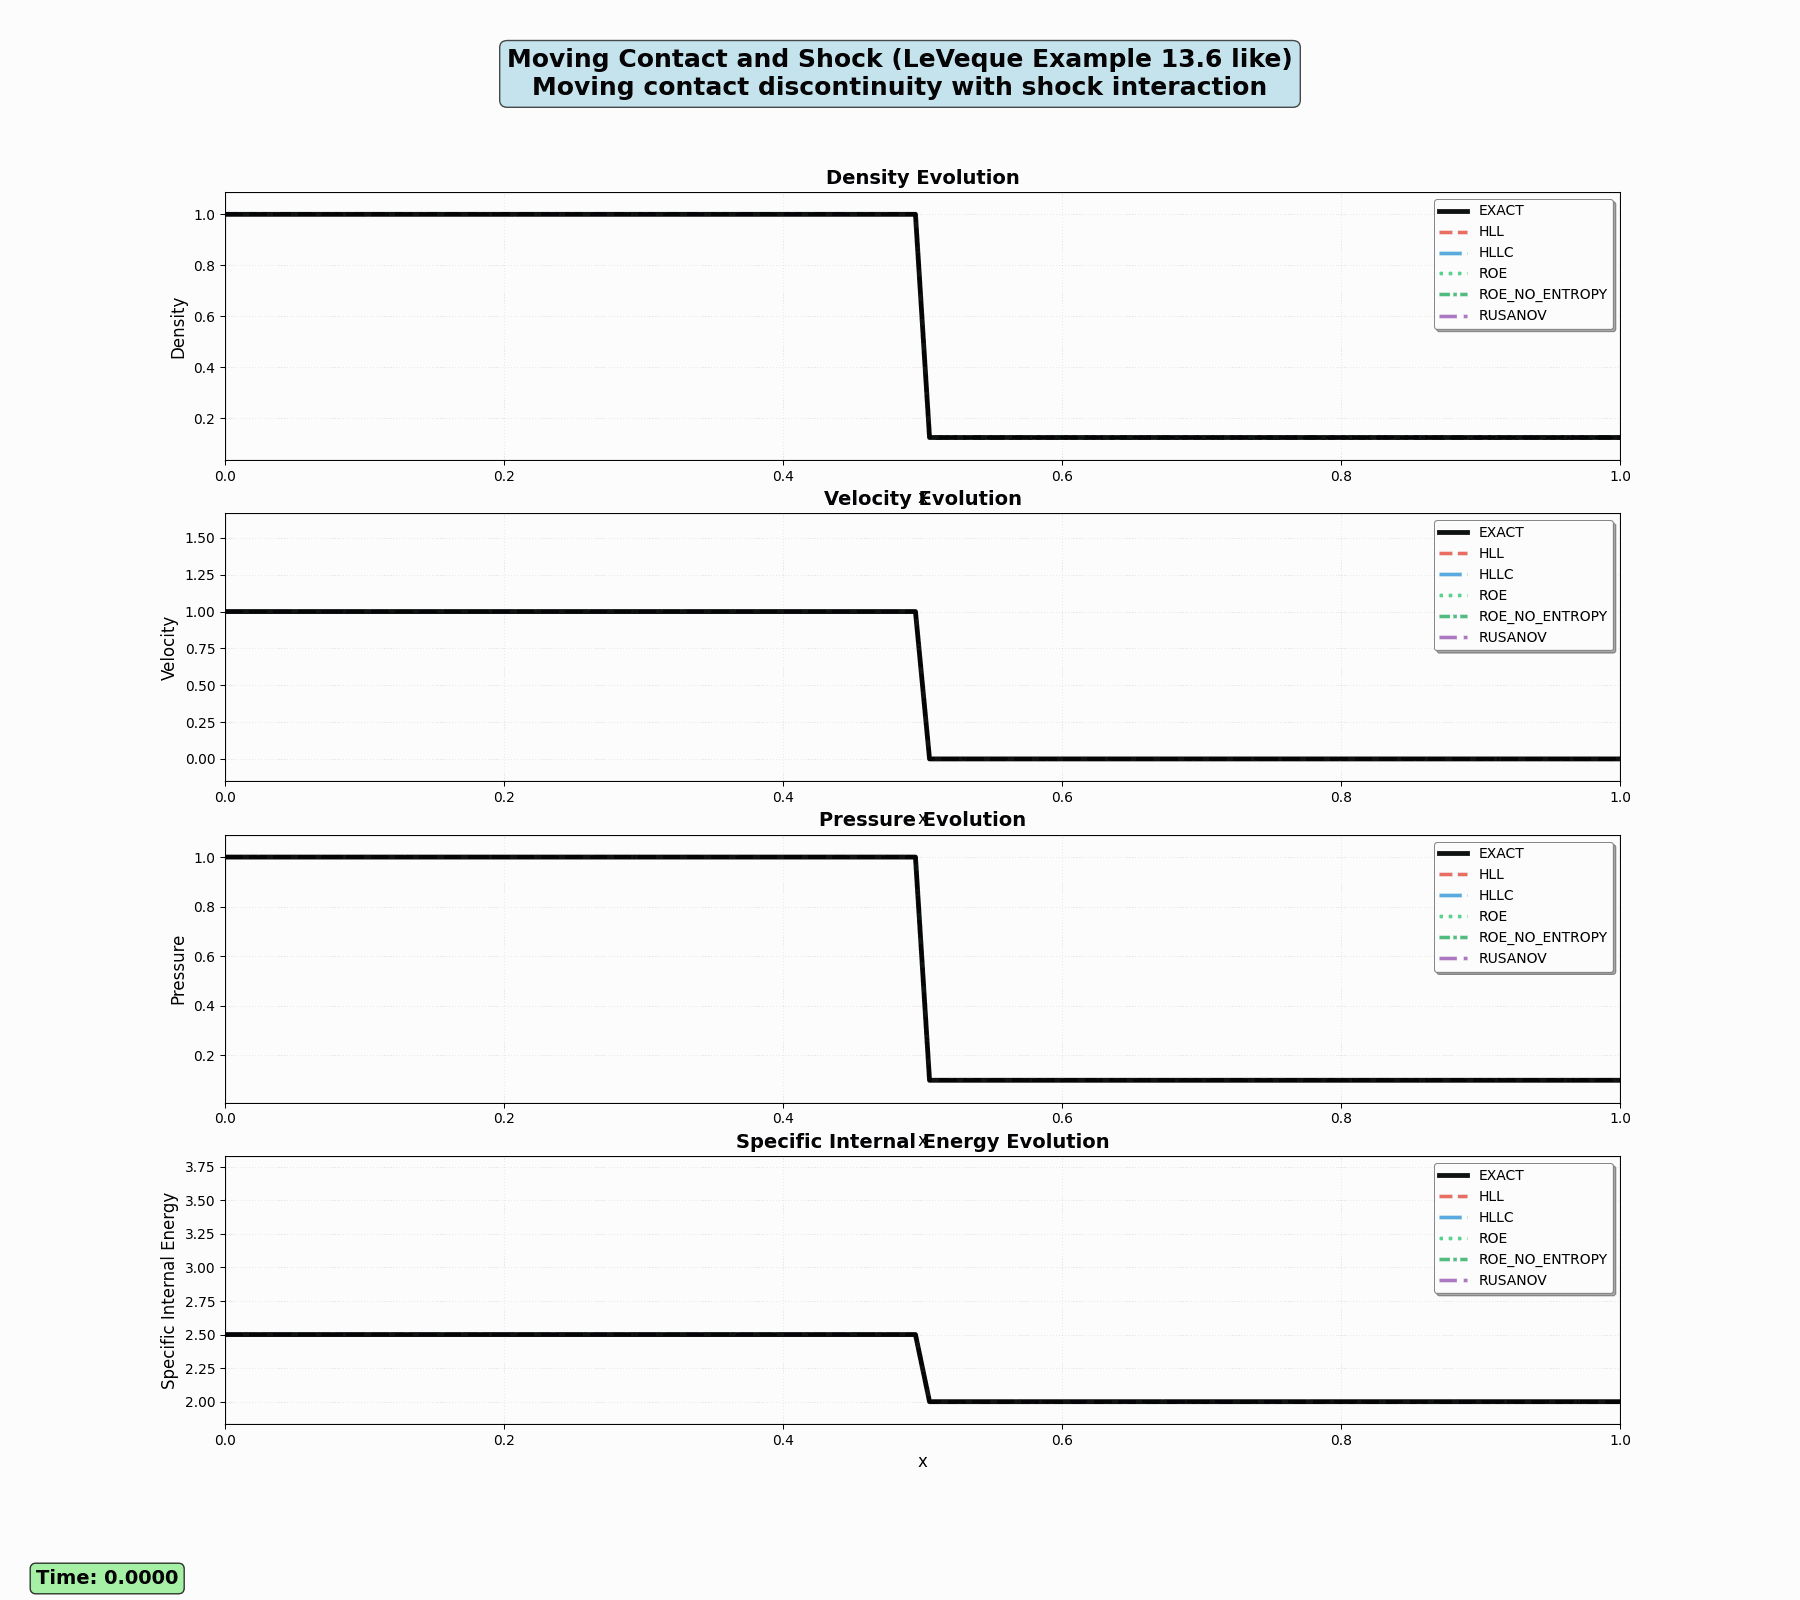 Moving Contact and Shock (LeVeque Example 13.6 like)
Moving contact discontinuity with shock interaction
Density Evolution
Density
1.0
0.8
0.6
0.4
0.2
EXACT
HLL
HLLC
ROE
ROE_NO_ENTROPY
RUSANOV
0.0 0.2 0.4 0.6 0.8 1.0
x
Velocity Evolution
Velocity
1.50
1.25
1.00
0.75
0.50
0.25
0.00
EXACT
HLL
HLLC
ROE
ROE_NO_ENTROPY
RUSANOV
0.0 0.2 0.4 0.6 0.8 1.0
x
Pressure Evolution
Pressure
1.0
0.8
0.6
0.4
0.2
EXACT
HLL
HLLC
ROE
ROE_NO_ENTROPY
RUSANOV
0.0 0.2 0.4 0.6 0.8 1.0
x
Specific Internal Energy Evolution
Specific Internal Energy
3.75
3.50
3.25
3.00
2.75
2.50
2.25
2.00
EXACT
HLL
HLLC
ROE
ROE_NO_ENTROPY
RUSANOV
0.0 0.2 0.4 0.6 0.8 1.0
x
Time: 0.0000